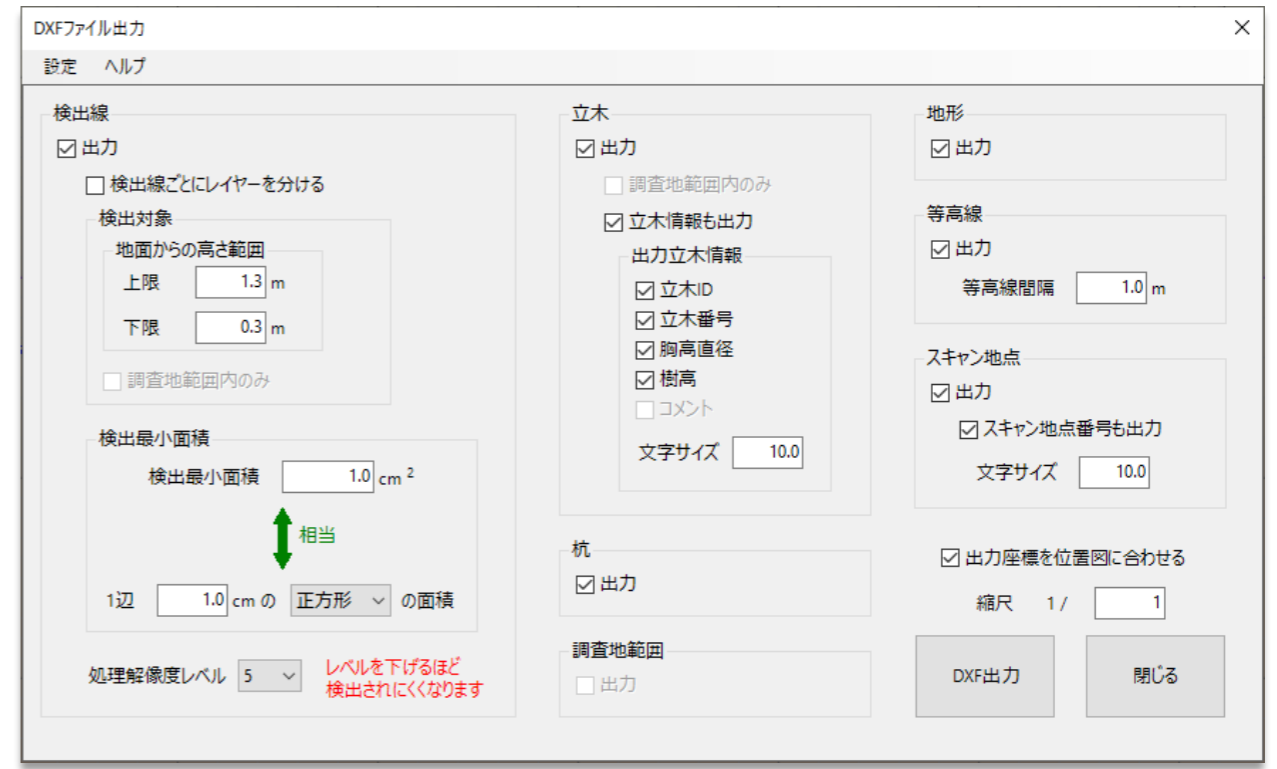 DXFファイル出力
設定 ヘルプ
検出線
出力
検出線ごとにレイヤーを分ける
検出対象
地面からの高さ範囲
上限 1.3 m
下限 0.3 m
調査地範囲内のみ
検出最小面積
検出最小面積 1.0 cm 2
相当
1辺 1.0 cm の 正方形 の面積
処理解像度レベル 5
レベルを下げるほど
検出されにくくなります
立木
出力
調査地範囲内のみ
立木情報も出力
出力立木情報
立木ID
立木番号
胸高直径
樹高
コメント
文字サイズ 10.0
杭
出力
調査地範囲
出力
地形
出力
等高線
出力
等高線間隔 1.0 m
スキャン地点
出力
スキャン地点番号も出力
文字サイズ 10.0
出力座標を位置図に合わせる
縮尺 1 / 1
DXF出力 閉じる